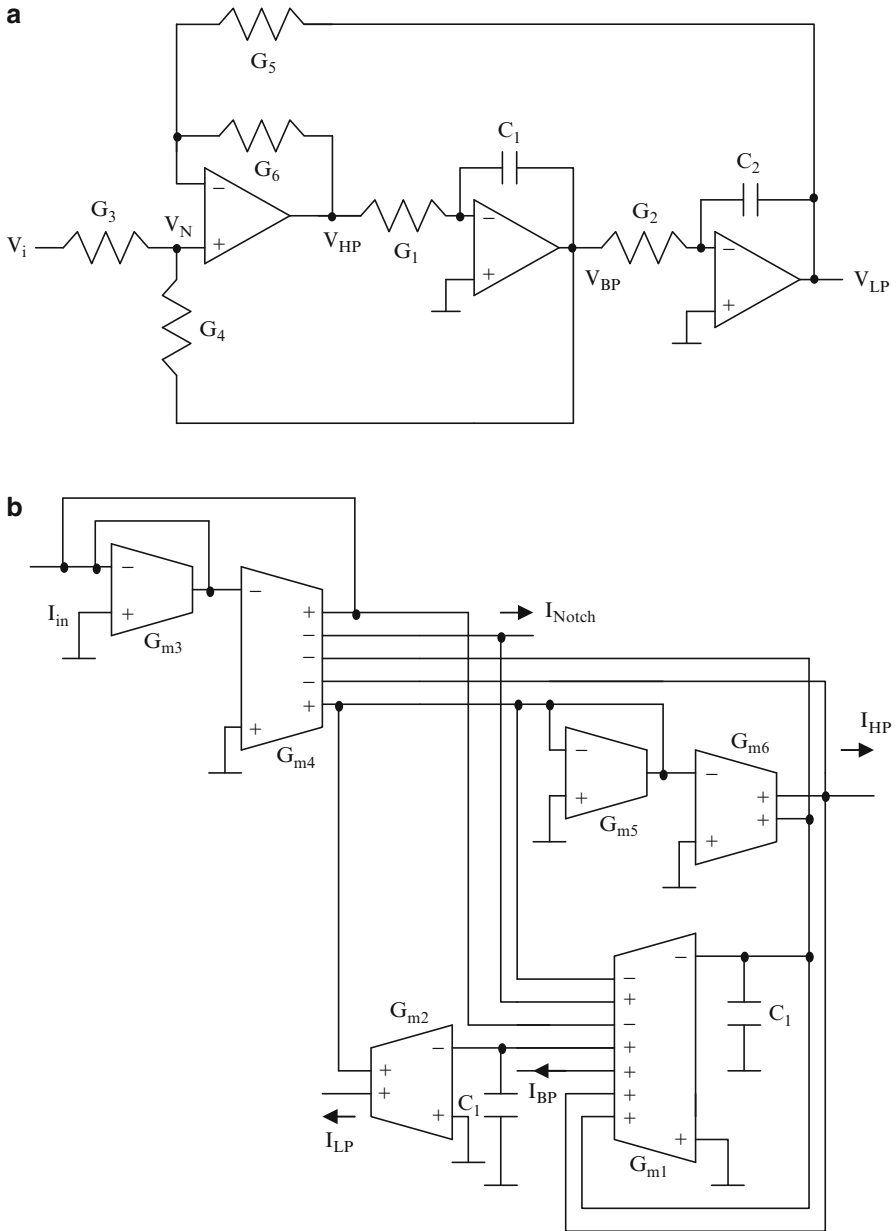 a
G5
G6
C1
C2
G3
VN
−
+
Vi
VHP
G1
−
+
VBP
G2
−
+
VLP
G4
b
−
+
Iin
Gm3
−
+
+
−
−
−
+
Gm4
INotch
−
+
Gm5
−
+
+
+
Gm6
IHP
−
+
−
+
−
+
+
+
+
Gm1
C1
Gm2
−
+
+
+
C1
IBP
ILP